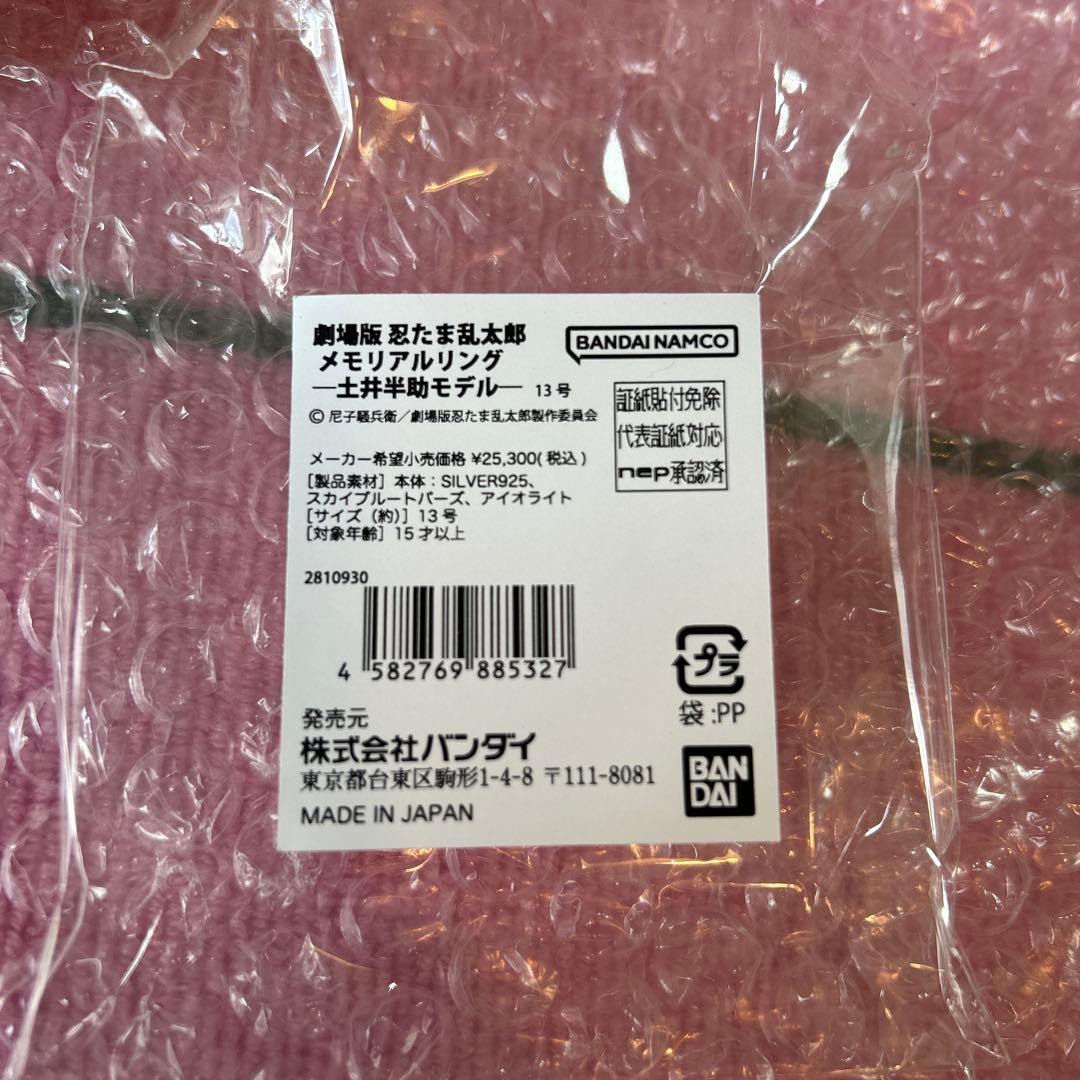 劇場版 忍たま乱太郎
メモリアルリング
―土井半助モデル― 13号
© 尼子騒兵衛／劇場版忍たま乱太郎製作委員会
BANDAI NAMCO
証紙貼付免除
代表証紙対応
nep承認済
メーカー希望小売価格 ¥25,300(税込)
［製品素材］本体：SILVER925、
スカイブルートパーズ、アイオライト
［サイズ（約）］13号
［対象年齢］15才以上
2810930
4 582769 885327
プラ
袋:PP
発売元
株式会社バンダイ
東京都台東区駒形1-4-8 〒111-8081
MADE IN JAPAN
BAN
DAI